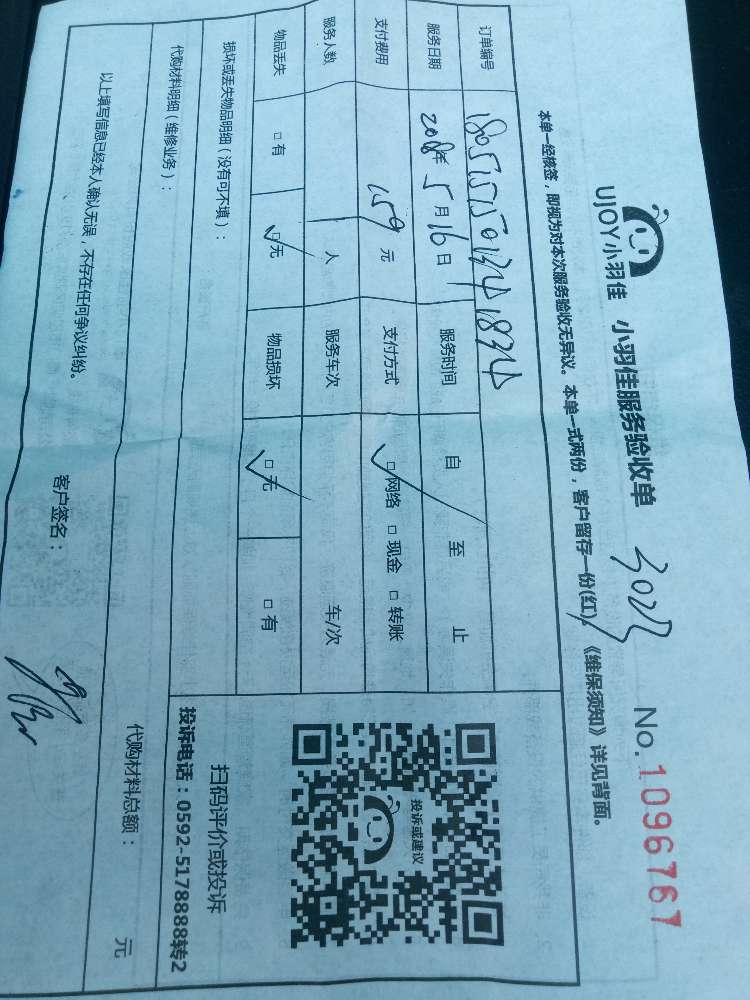 UJOY小羽佳 小羽佳服务验收单 No.1096767
本单一经核签，即视为对本次服务验收无异议。本单一式两份，客户留存一份(红)。《维保须知》详见背面。
订单编号
服务日期 2018年5月16日 服务时间 自 至 止
支付费用 159元 支付方式 □网络 □现金 □转账
服务人数 人 服务车次 车/次
物品丢失 □有 □无 物品损坏 □无 □有
损坏或丢失物品明细（没有可不填）：
投诉或建议
扫码评价或投诉
投诉电话：0592-5178888转2
代购材料明细（维修业务）：
代购材料总额： 元
以上填写信息已经本人确认无误，不存在任何争议纠纷。
客户签名：